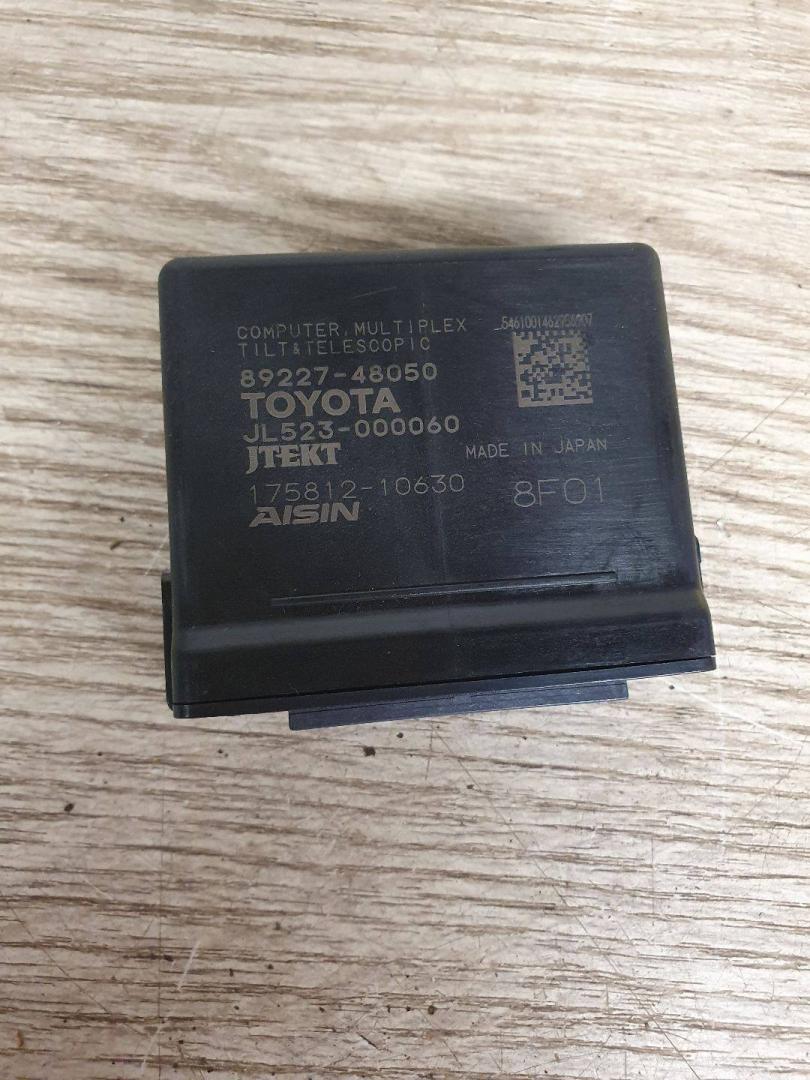 COMPUTER, MULTIPLEX
TILT&TELESCOPIC
89227-48050
TOYOTA
JL523-000060
JTEKT
MADE IN JAPAN
175812-10630
8F01
AISIN